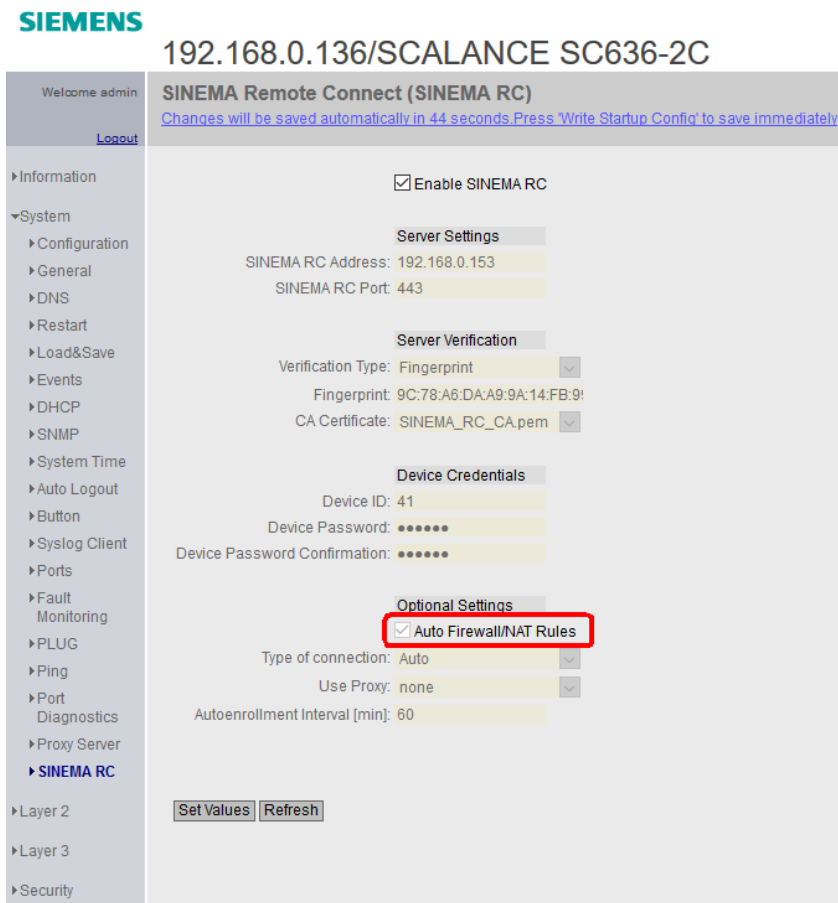 SIEMENS
192.168.0.136/SCALANCE SC636-2C
Welcome admin
Logout
SINEMA Remote Connect (SINEMA RC)
Changes will be saved automatically in 44 seconds.Press 'Write Startup Config' to save immediately
Information
System
Configuration
General
DNS
Restart
Load&Save
Events
DHCP
SNMP
System Time
Auto Logout
Button
Syslog Client
Ports
Fault
Monitoring
PLUG
Ping
Port
Diagnostics
Proxy Server
SINEMA RC
Layer 2
Layer 3
Security
Enable SINEMA RC
Server Settings
SINEMA RC Address: 192.168.0.153
SINEMA RC Port: 443
Server Verification
Verification Type: Fingerprint
Fingerprint: 9C:78:A6:DA:A9:9A:14:FB:9
CA Certificate: SINEMA_RC_CA.pem
Device Credentials
Device ID: 41
Device Password: ●●●●●●
Device Password Confirmation: ●●●●●●
Optional Settings
Auto Firewall/NAT Rules
Type of connection: Auto
Use Proxy: none
Autoenrollment Interval [min]: 60
Set Values Refresh